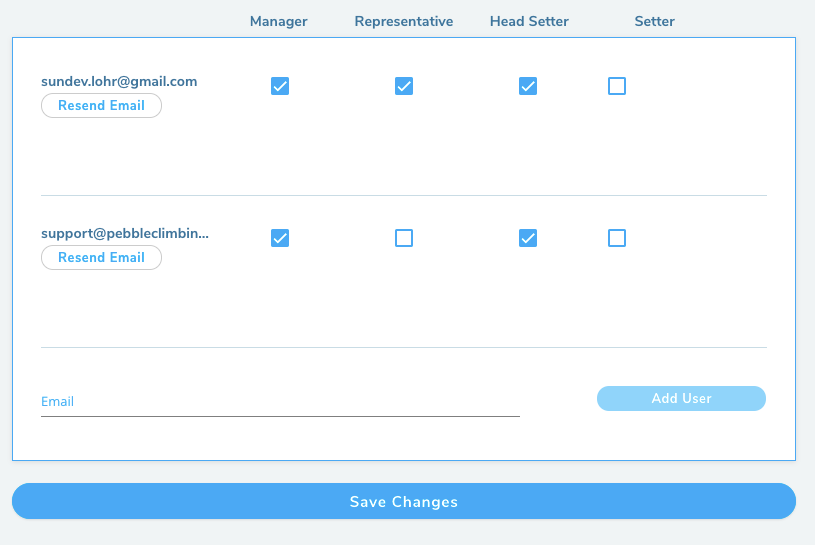 Manager Representative Head Setter Setter
sundev.lohr@gmail.com
Resend Email
support@pebbleclimbin...
Resend Email
Email
Add User
Save Changes